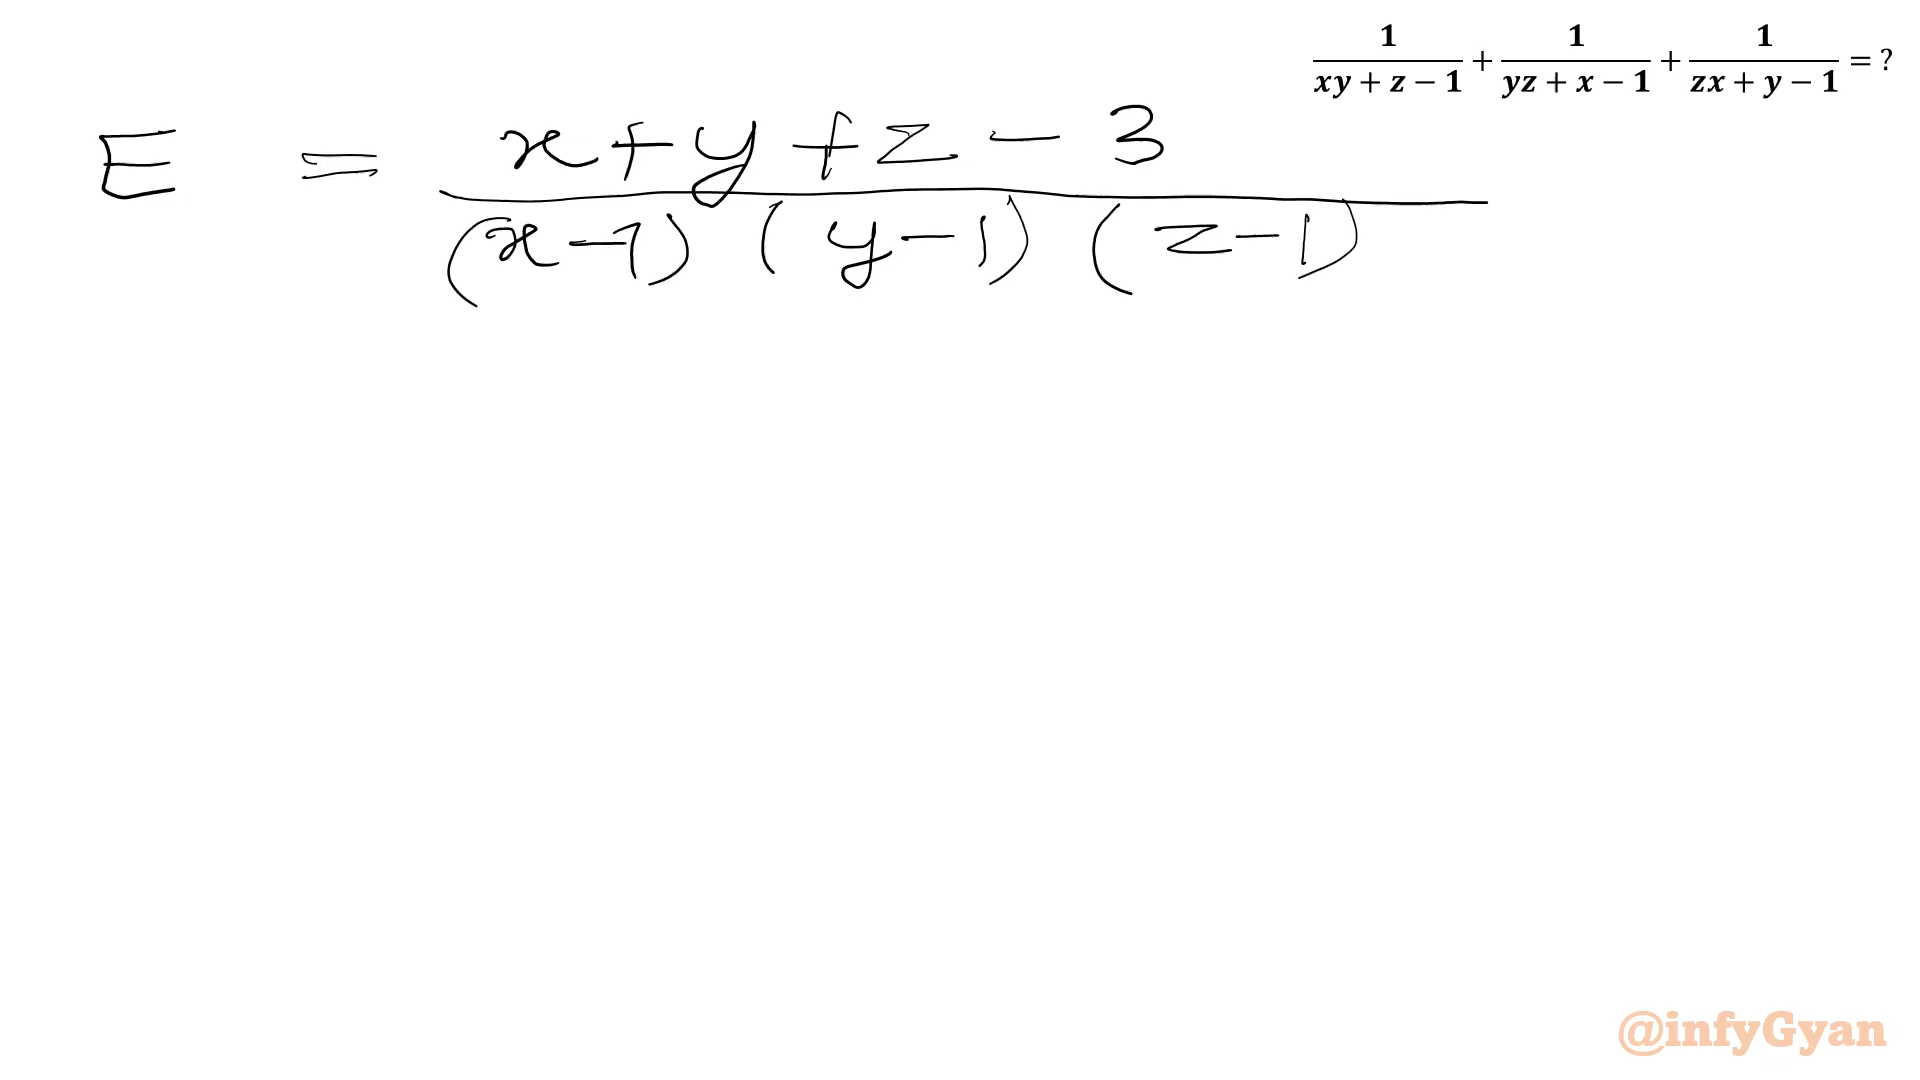 1/(xy + z − 1) + 1/(yz + x − 1) + 1/(zx + y − 1) = ?
E = (x + y + z − 3)/((x − 1) (y − 1) (z − 1))
@infyGyan